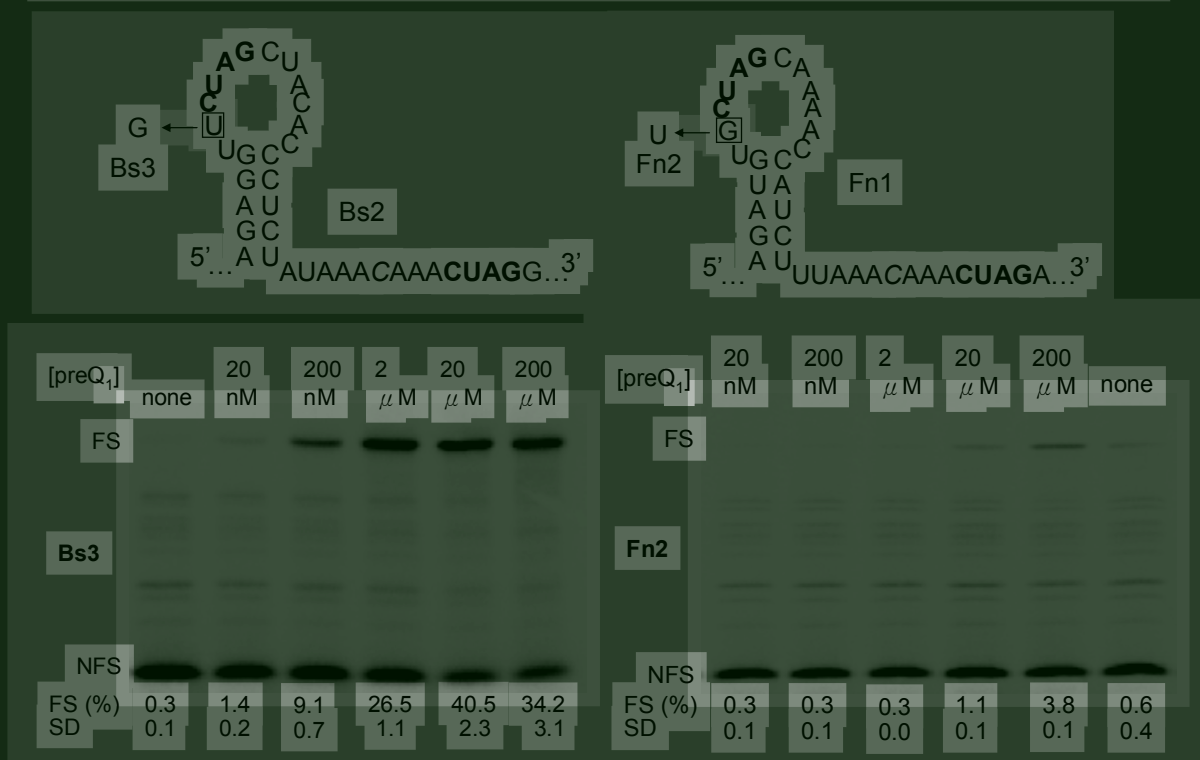 AGCU
U A
C C
G U A
Bs3 U G C C
G C
A U
Bs2
G C
5'… A U AUAAACAAACUAGG…3'
AGCA
U A
C A
U G A
Fn2 U G C C
U A
Fn1
A U
G C
5'… A U UUAAACAAACUAGA…3'
[preQ1] none 20 nM 200 nM 2 μM 20 μM 200 μM
FS
Bs3
NFS
FS (%) 0.3 1.4 9.1 26.5 40.5 34.2
SD 0.1 0.2 0.7 1.1 2.3 3.1
[preQ1] 20 nM 200 nM 2 μM 20 μM 200 μM none
FS
Fn2
NFS
FS (%) 0.3 0.3 0.3 1.1 3.8 0.6
SD 0.1 0.1 0.0 0.1 0.1 0.4